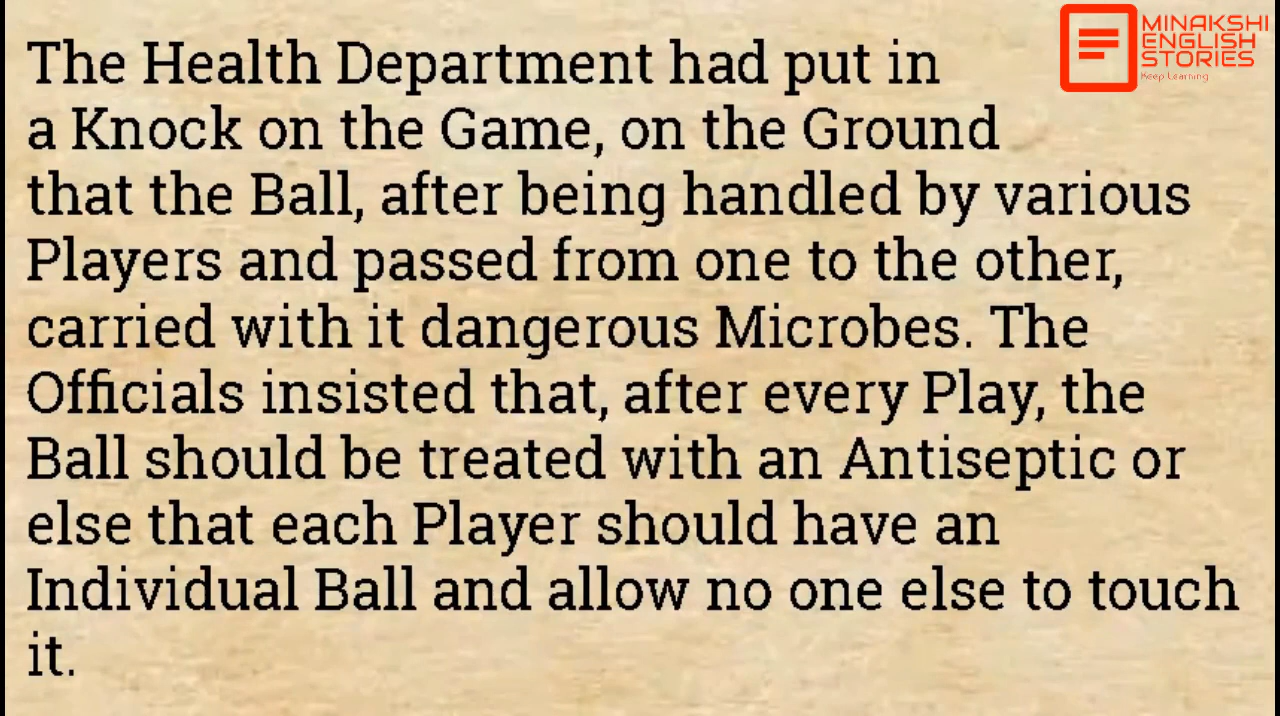 MINAKSHI
ENGLISH
STORIES
Keep Learning
The Health Department had put in
a Knock on the Game, on the Ground
that the Ball, after being handled by various
Players and passed from one to the other,
carried with it dangerous Microbes. The
Officials insisted that, after every Play, the
Ball should be treated with an Antiseptic or
else that each Player should have an
Individual Ball and allow no one else to touch
it.